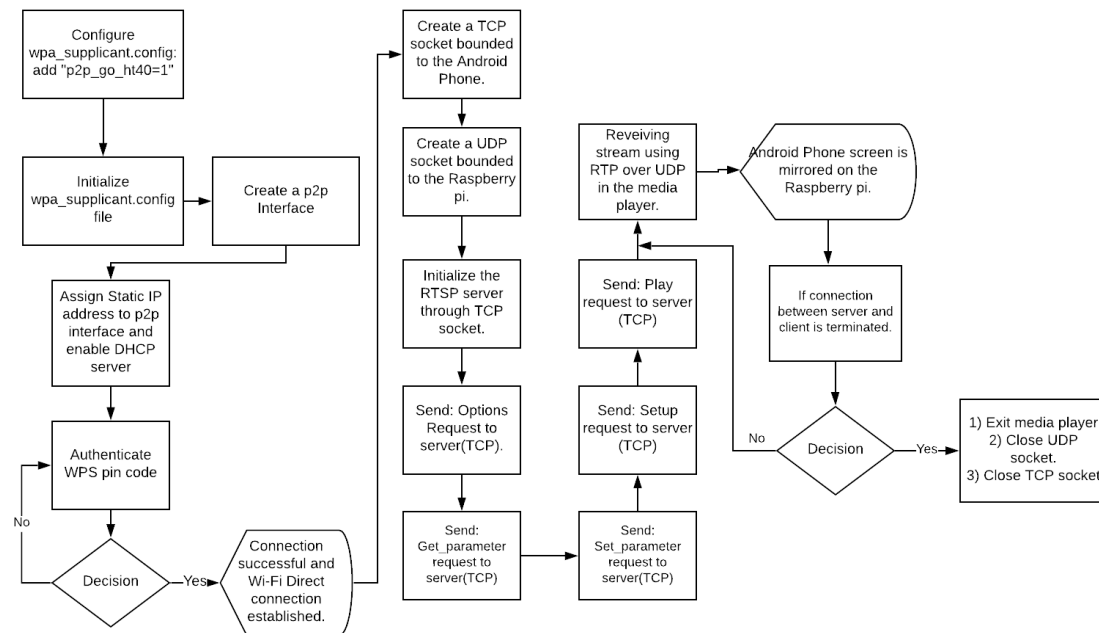 Configure
wpa_supplicant.config:
add "p2p_go_ht40=1"
Initialize
wpa_supplicant.config
file
Create a p2p
Interface
Assign Static IP
address to p2p
interface and
enable DHCP
server
Authenticate
WPS pin code
No
Decision
Yes
Connection
successful and
Wi-Fi Direct
connection
established.
Create a TCP
socket bounded
to the Android
Phone.
Create a UDP
socket bounded
to the Raspberry
pi.
Initialize the
RTSP server
through TCP
socket.
Send: Options
Request to
server(TCP).
Send:
Get_parameter
request to
server(TCP)
Send:
Set_parameter
request to
server(TCP)
Send: Setup
request to server
(TCP)
Send: Play
request to server
(TCP)
Reveiving
stream using
RTP over UDP
in the media
player.
Android Phone screen is
mirrored on the
Raspberry pi.
If connection
between server and
client is terminated.
No
Decision
Yes
1) Exit media player
2) Close UDP
socket.
3) Close TCP socket